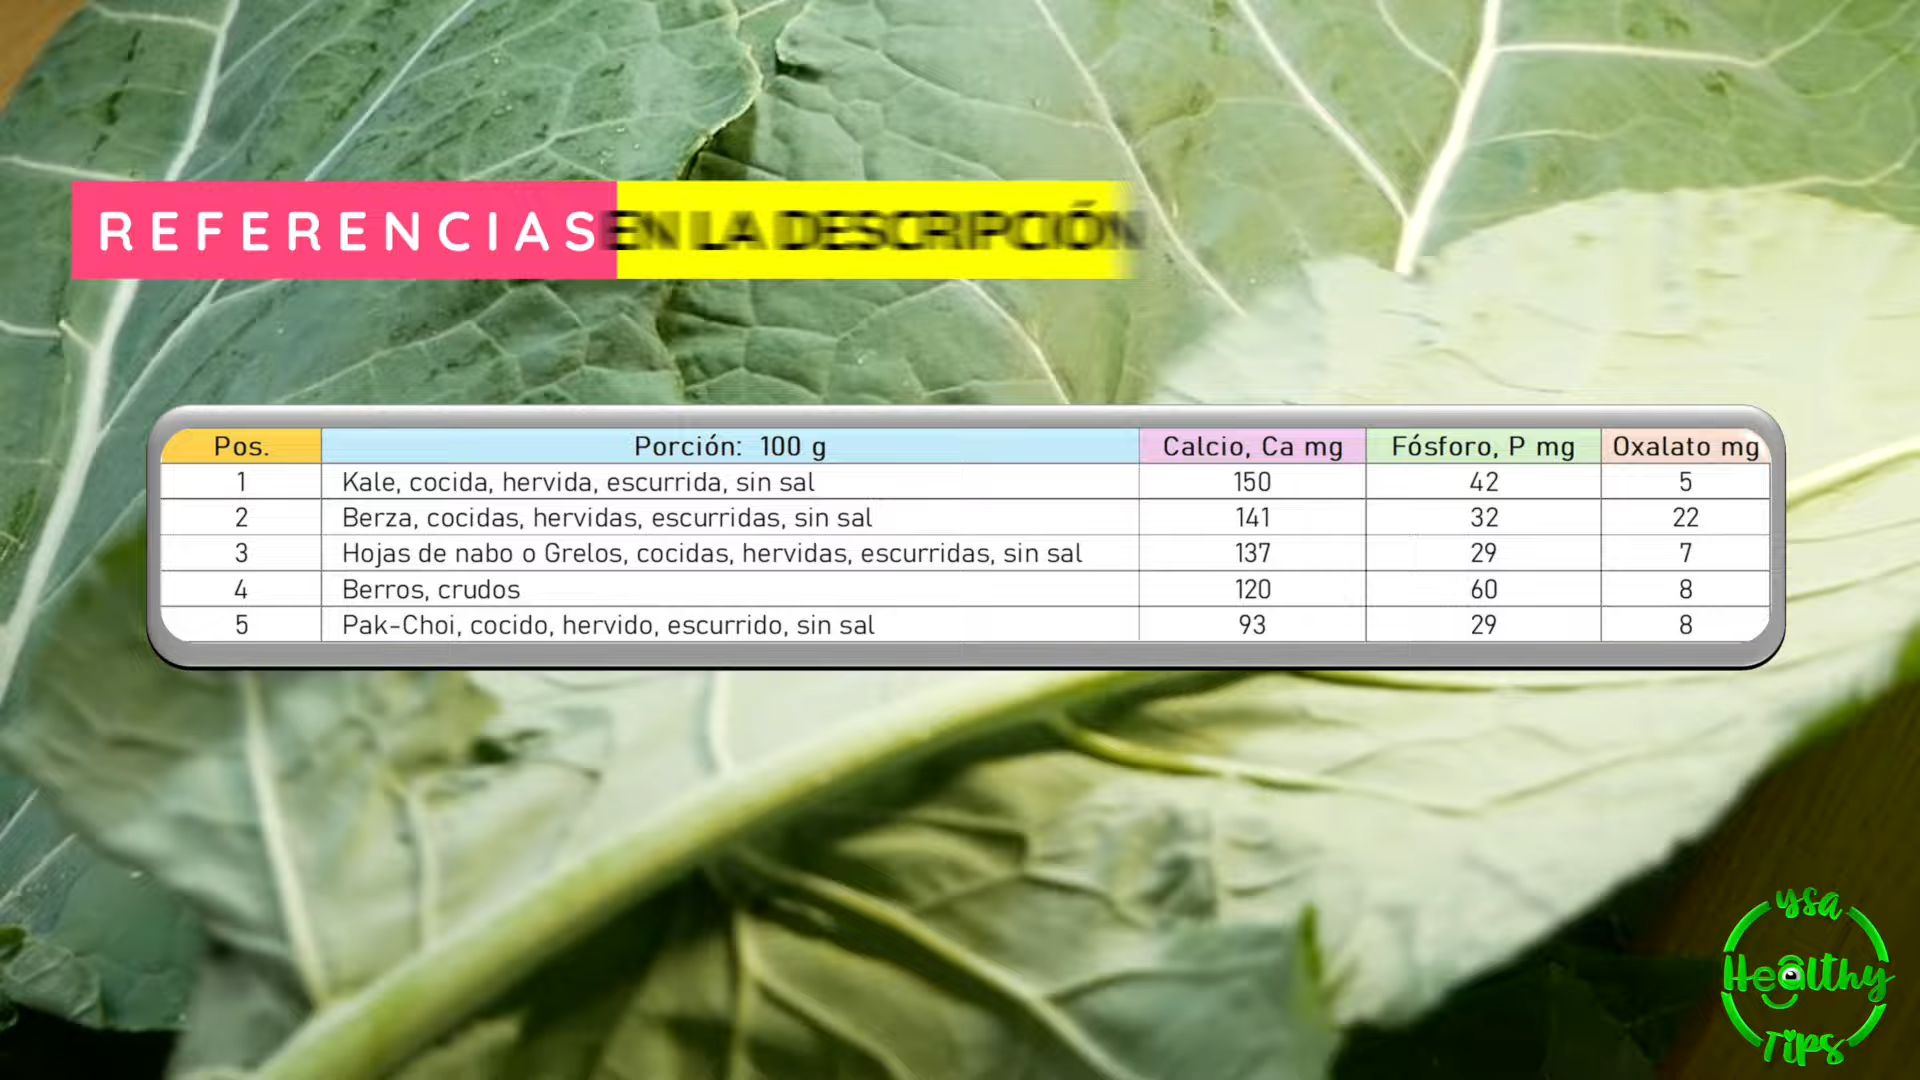 REFERENCIAS EN LA DESCRIPCIÓN
Pos. Porción: 100 g Calcio, Ca mg Fósforo, P mg Oxalato mg
1 Kale, cocida, hervida, escurrida, sin sal 150 42 5
2 Berza, cocidas, hervidas, escurridas, sin sal 141 32 22
3 Hojas de nabo o Grelos, cocidas, hervidas, escurridas, sin sal 137 29 7
4 Berros, crudos 120 60 8
5 Pak-Choi, cocido, hervido, escurrido, sin sal 93 29 8
ysa
Healthy
Tips